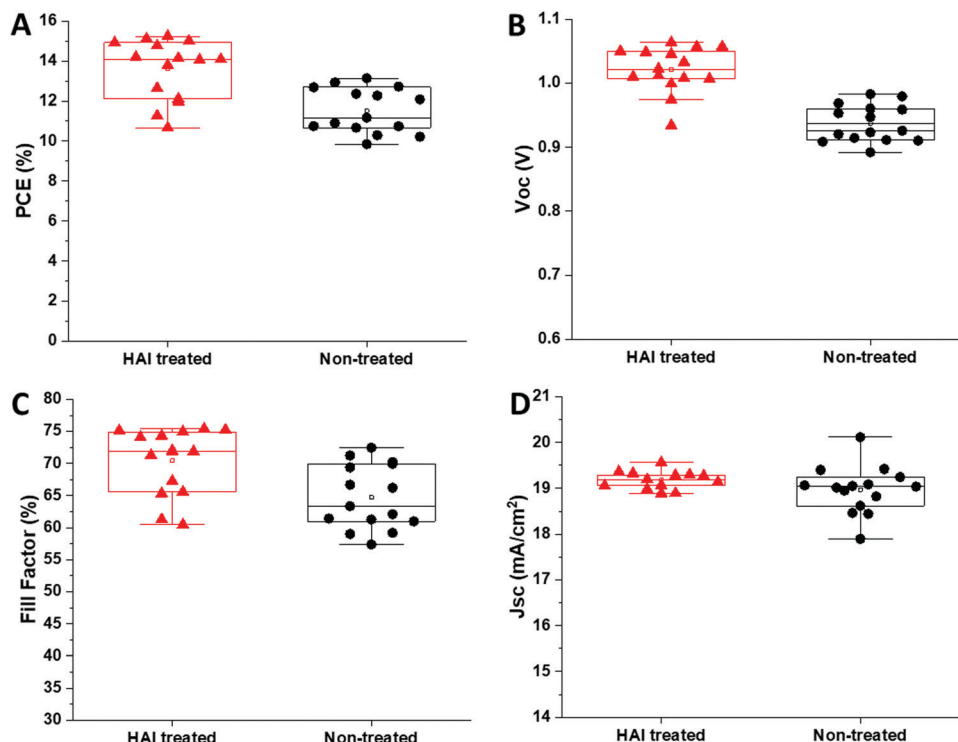 A
PCE (%)
16
14
12
10
8
6
4
2
0
HAI treated Non-treated
B
Voc (V)
1.1
1.0
0.9
0.8
0.7
0.6
HAI treated Non-treated
C
Fill Factor (%)
80
75
70
65
60
55
50
45
40
35
30
HAI treated Non-treated
D
Jsc (mA/cm²)
21
20
19
18
17
16
15
14
HAI treated Non-treated